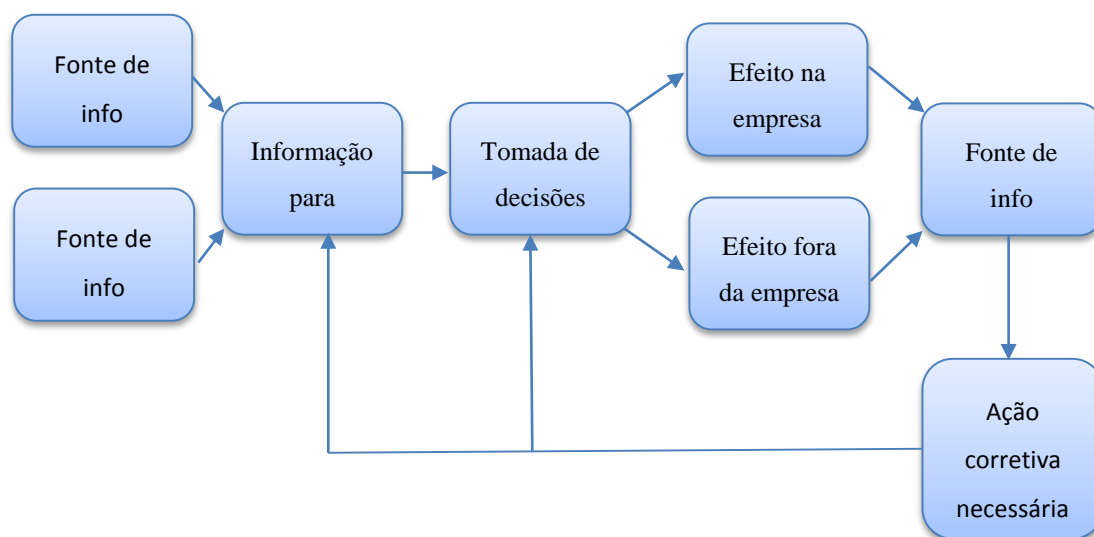 Fonte de
info
Fonte de
info
Informação
para
Tomada de
decisões
Efeito na
empresa
Efeito fora
da empresa
Fonte de
info
Ação
corretiva
necessária